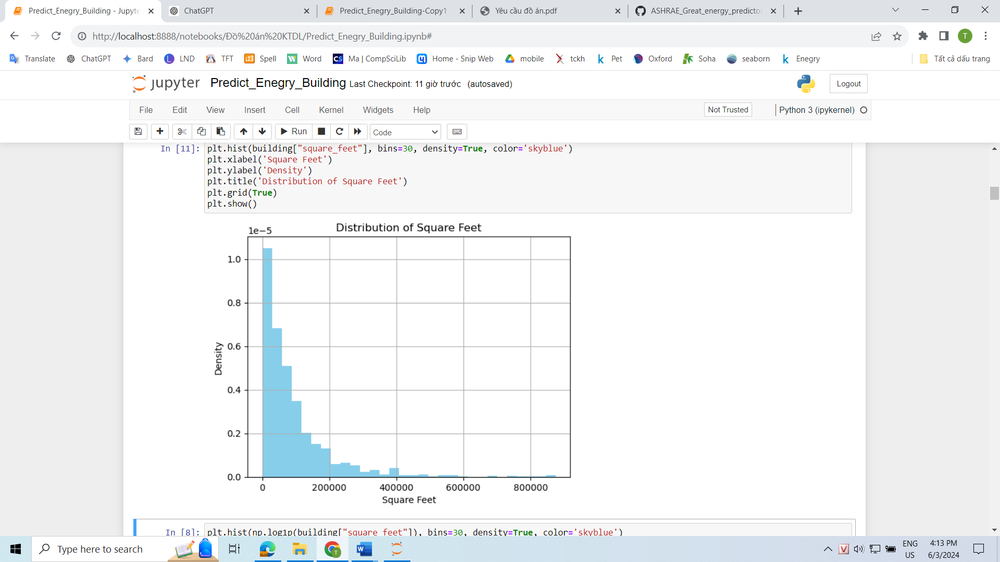 Predict_Enegry_Building - Jupyte
ChatGPT
Predict_Enegry_Building-Copy1 -
Yêu cầu đồ án.pdf
ASHRAE_Great_energy_predictor
http://localhost:8888/notebooks/Đồ%20án%20KTDL/Predict_Enegry_Building.ipynb#
T
Translate
ChatGPT
Bard
L LND
TFT
123 Spell
W Word
CS Ma | CompSciLib
Home - Snip Web
mobile
tckh
k Pet
Oxford
Soha
seaborn
k Enegry
Tất cả dấu trang
jupyter Predict_Enegry_Building Last Checkpoint: 11 giờ trước (autosaved)
Logout
File Edit View Insert Cell Kernel Widgets Help
Not Trusted
Python 3 (ipykernel)
Run
Code
In [11]: plt.hist(building["square_feet"], bins=30, density=True, color='skyblue')
plt.xlabel('Square Feet')
plt.ylabel('Density')
plt.title('Distribution of Square Feet')
plt.grid(True)
plt.show()
Distribution of Square Feet
1e−5
1.0
0.8
0.6
0.4
0.2
0.0
Density
0 200000 400000 600000 800000
Square Feet
In [8]: plt.hist(np.log1p(building["square_feet"]), bins=30, density=True, color='skyblue')
Type here to search
T
W
V
ENG
US
4:13 PM
6/3/2024